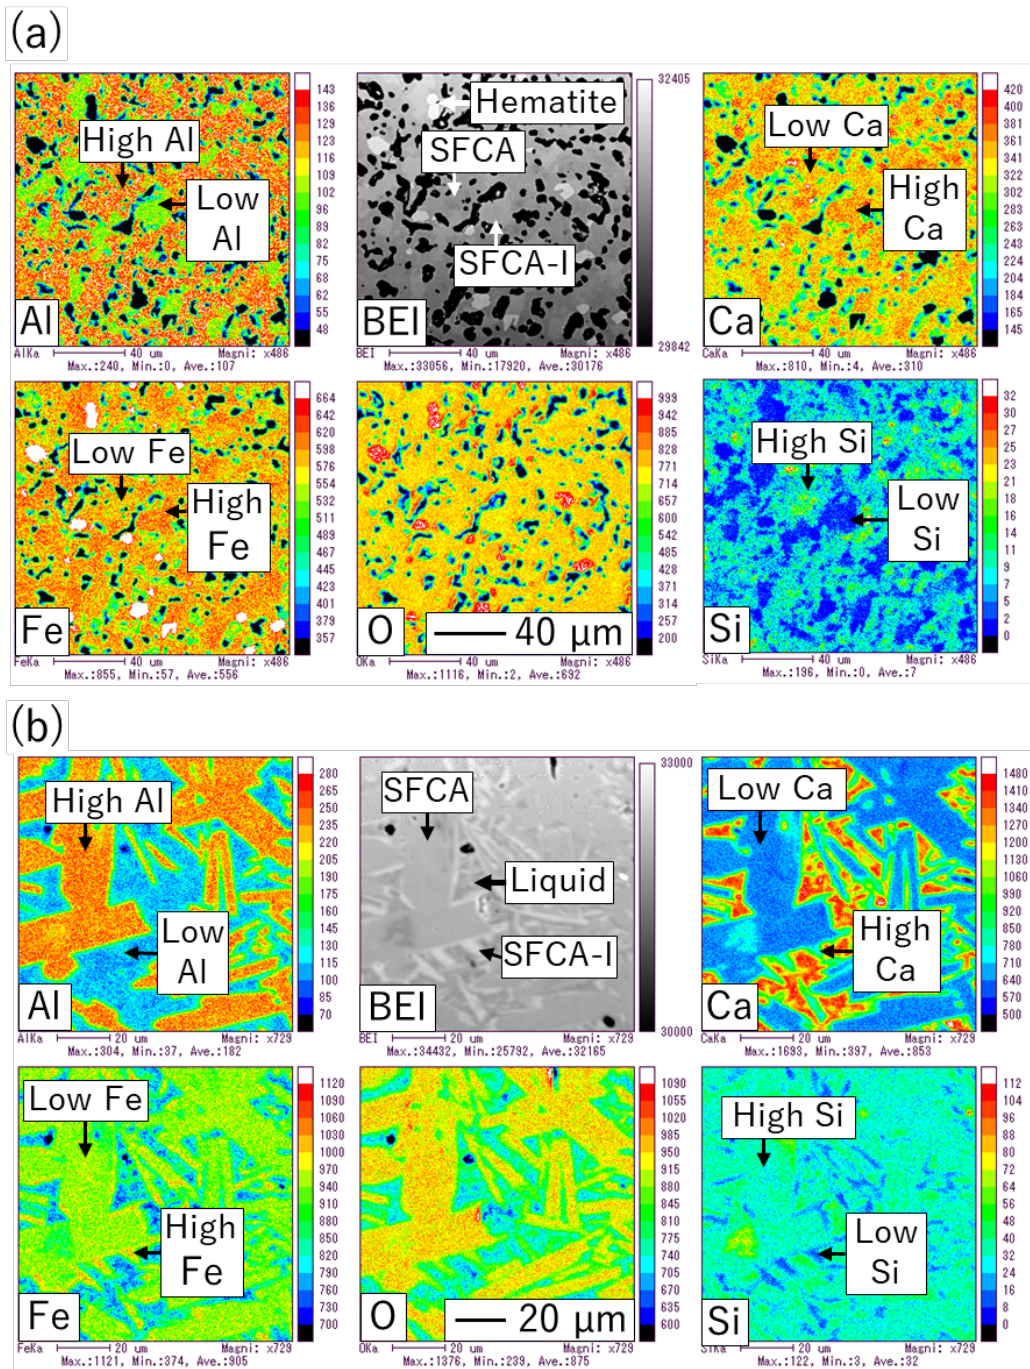 (a)
143
136
129
123
116
109
102
96
89
82
75
68
62
55
48
High Al
Low
Al
Al
AlKa 40 um Magni: x486
Max.:240, Min.:0, Ave.:107
32405
29842
Hematite
SFCA
SFCA-I
BEI
BEI 40 um Magni: x486
Max.:33056, Min.:17920, Ave.:30176
420
400
381
361
341
322
302
283
263
243
224
204
184
165
145
Low Ca
High
Ca
Ca
CaKa 40 um Magni: x486
Max.:810, Min.:4, Ave.:310
664
642
620
598
576
554
532
511
489
467
445
423
401
379
357
Low Fe
High
Fe
Fe
FeKa 40 um Magni: x486
Max.:855, Min.:57, Ave.:556
999
942
885
828
771
714
657
600
542
485
428
371
314
257
200
O
40 μm
OKa 40 um Magni: x486
Max.:1116, Min.:2, Ave.:692
32
30
27
25
23
20
18
16
14
11
9
7
5
2
0
High Si
Low
Si
Si
SiKa 40 um Magni: x486
Max.:196, Min.:0, Ave.:7
(b)
280
265
250
235
220
205
190
175
160
145
130
115
100
85
70
High Al
Low
Al
Al
AlKa 20 um Magni: x729
Max.:304, Min.:37, Ave.:182
33000
30000
SFCA
Liquid
SFCA-I
BEI
BEI 20 um Magni: x729
Max.:34432, Min.:25792, Ave.:32165
1480
1410
1340
1270
1200
1130
1060
990
920
850
780
710
640
570
500
Low Ca
High
Ca
Ca
CaKa 20 um Magni: x729
Max.:1693, Min.:397, Ave.:853
1120
1090
1060
1030
1000
970
940
910
880
850
820
790
760
730
700
Low Fe
High
Fe
Fe
FeKa 20 um Magni: x729
Max.:1121, Min.:374, Ave.:905
1090
1055
1020
985
950
915
880
845
810
775
740
705
670
635
600
O
20 μm
OKa 20 um Magni: x729
Max.:1376, Min.:239, Ave.:875
112
104
96
88
80
72
64
56
48
40
32
24
16
8
0
High Si
Low
Si
Si
SiKa 20 um Magni: x729
Max.:122, Min.:3, Ave.:32